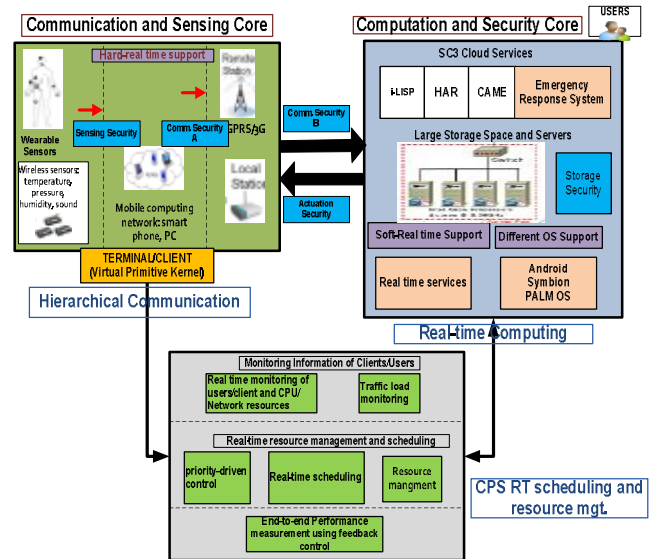 Communication and Sensing Core
Computation and Security Core
USERS
Hard-real time support
Remote
Station
Wearable
Sensors
Sensing Security
Comm.Security
A
GPRS/3G
Wireless sensors:
temperature,
pressure,
humidity, sound
Mobile computing
network:smart
phone, PC
Local
Station
TERMINAL/CLIENT
(Virtual Primitive Kernel)
Hierarchical Communication
Comm.Security
B
Actuation
Security
SC3 Cloud Services
i-LISP
HAR
CAME
Emergency
Response System
Large Storage Space and Servers
Switch
Storage
Security
Soft-Real time Support
Different OS Support
Real time services
Android
Symbion
PALM OS
Real-time Computing
Monitoring Information of Clients/Users
Real time monitoring of
users/client and CPU/
Network resources
Traffic load
monitoring
Real-time resource management and scheduling
priority-driven
control
Real-time scheduling
Resource
managment
End-to-end Performance
measurement using feedback
control
CPS RT scheduling and
resource mgt.